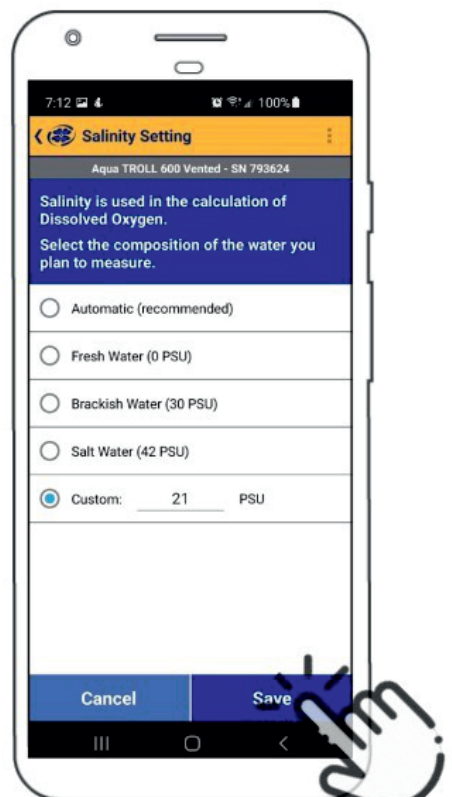 7:12 100%
Salinity Setting
Aqua TROLL 600 Vented - SN 793624
Salinity is used in the calculation of
Dissolved Oxygen.
Select the composition of the water you
plan to measure.
Automatic (recommended)
Fresh Water (0 PSU)
Brackish Water (30 PSU)
Salt Water (42 PSU)
Custom: 21 PSU
Cancel Save